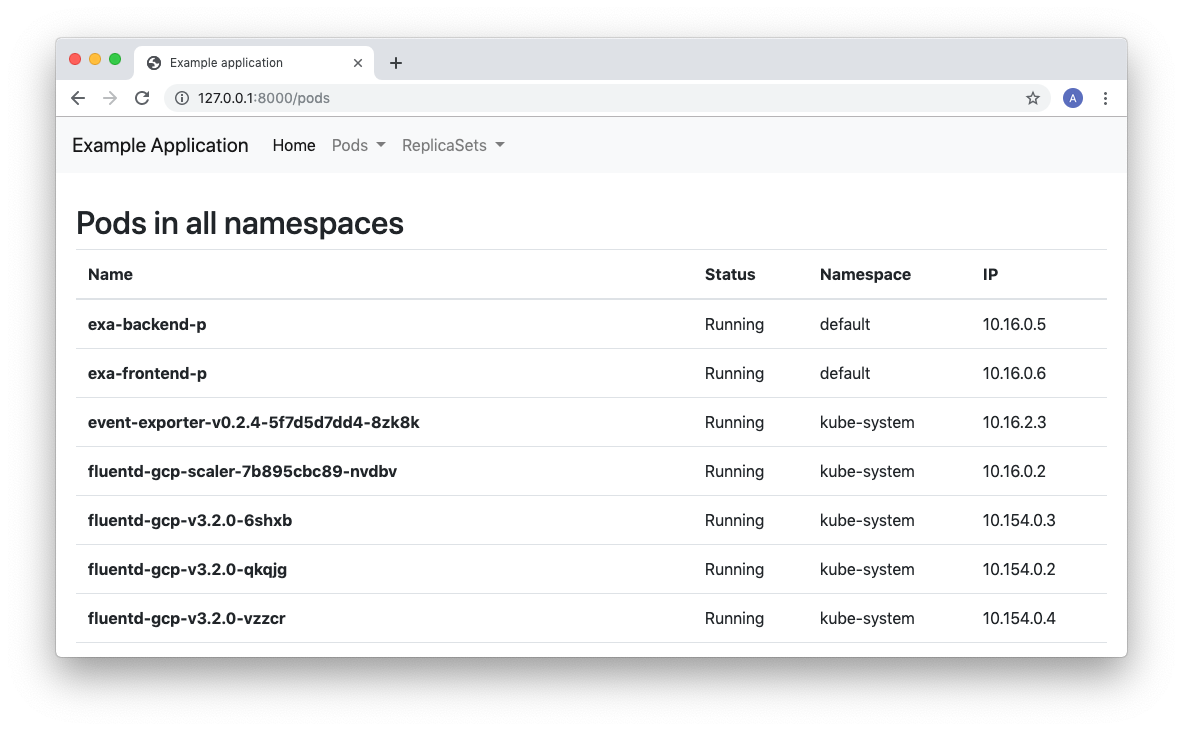 Example application
127.0.0.1:8000/pods
A
Example Application Home Pods ReplicaSets
Pods in all namespaces
Name Status Namespace IP
exa-backend-p Running default 10.16.0.5
exa-frontend-p Running default 10.16.0.6
event-exporter-v0.2.4-5f7d5d7dd4-8zk8k Running kube-system 10.16.2.3
fluentd-gcp-scaler-7b895cbc89-nvdbv Running kube-system 10.16.0.2
fluentd-gcp-v3.2.0-6shxb Running kube-system 10.154.0.3
fluentd-gcp-v3.2.0-qkqjg Running kube-system 10.154.0.2
fluentd-gcp-v3.2.0-vzzcr Running kube-system 10.154.0.4